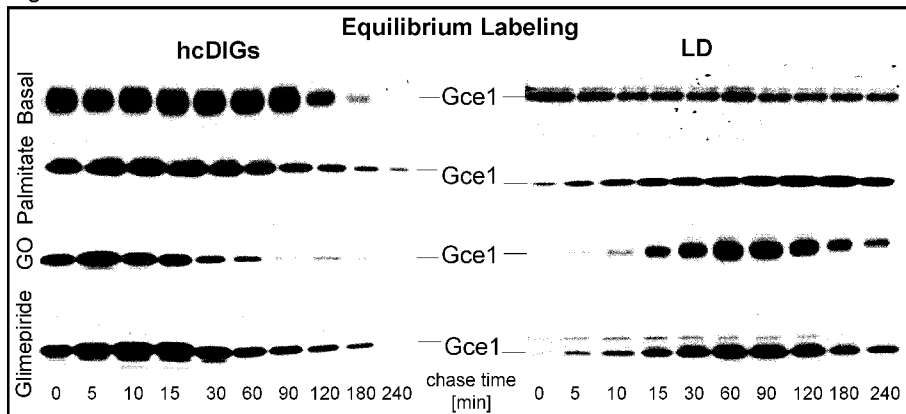 Equilibrium Labeling
hcDIGs LD
Basal Gce1
Palmitate Gce1
GO Gce1
Glimepiride Gce1
0 5 10 15 30 60 90 120 180 240 chase time [min] 0 5 10 15 30 60 90 120 180 240